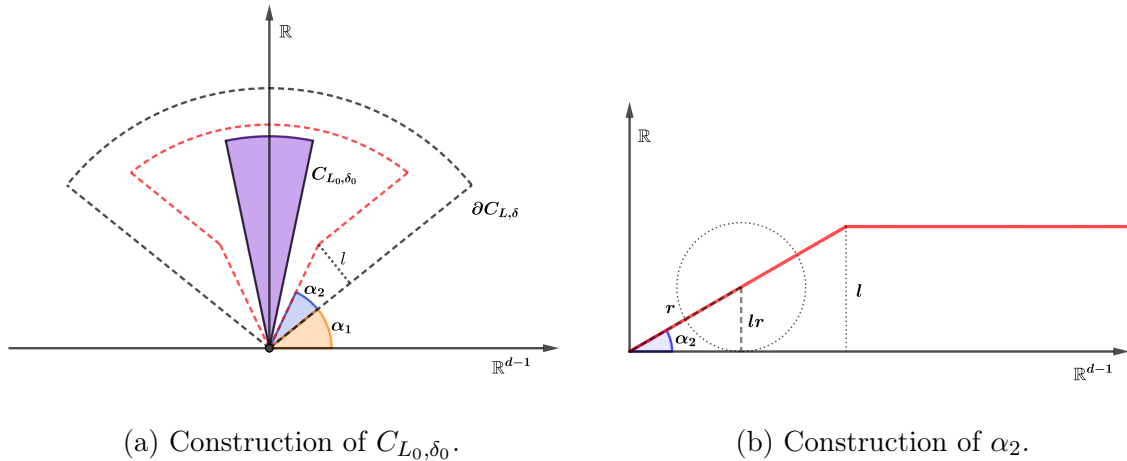 ℝ
C_{L_0,δ_0}
∂C_{L,δ}
l
α_2
α_1
ℝ^{d−1}
(a) Construction of C_{L_0,δ_0}.
ℝ
r
lr
l
α_2
ℝ^{d−1}
(b) Construction of α_2.